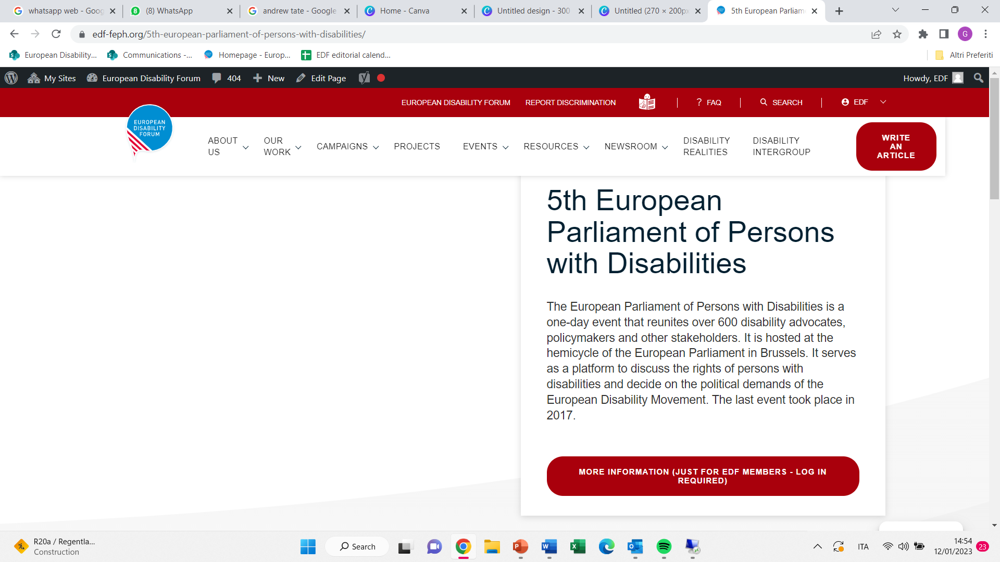 whatsapp web - Goog
(8) WhatsApp
andrew tate - Google
Home - Canva
Untitled design - 300
Untitled (270 × 200px
5th European Parliam
edf-feph.org/5th-european-parliament-of-persons-with-disabilities/
G
European Disability...
Communications -...
Homepage - Europ...
EDF editorial calend...
Altri Preferiti
My Sites
European Disability Forum
404
New
Edit Page
Howdy, EDF
EUROPEAN DISABILITY FORUM
REPORT DISCRIMINATION
? FAQ
SEARCH
EDF
EUROPEAN
DISABILITY
FORUM
ABOUT
US
OUR
WORK
CAMPAIGNS
PROJECTS
EVENTS
RESOURCES
NEWSROOM
DISABILITY
REALITIES
DISABILITY
INTERGROUP
WRITE
AN
ARTICLE
5th European
Parliament of Persons
with Disabilities
The European Parliament of Persons with Disabilities is a
one-day event that reunites over 600 disability advocates,
policymakers and other stakeholders. It is hosted at the
hemicycle of the European Parliament in Brussels. It serves
as a platform to discuss the rights of persons with
disabilities and decide on the political demands of the
European Disability Movement. The last event took place in
2017.
MORE INFORMATION (JUST FOR EDF MEMBERS - LOG IN
REQUIRED)
R20a / Regentla...
Construction
Search
ITA
14:54
12/01/2023
23